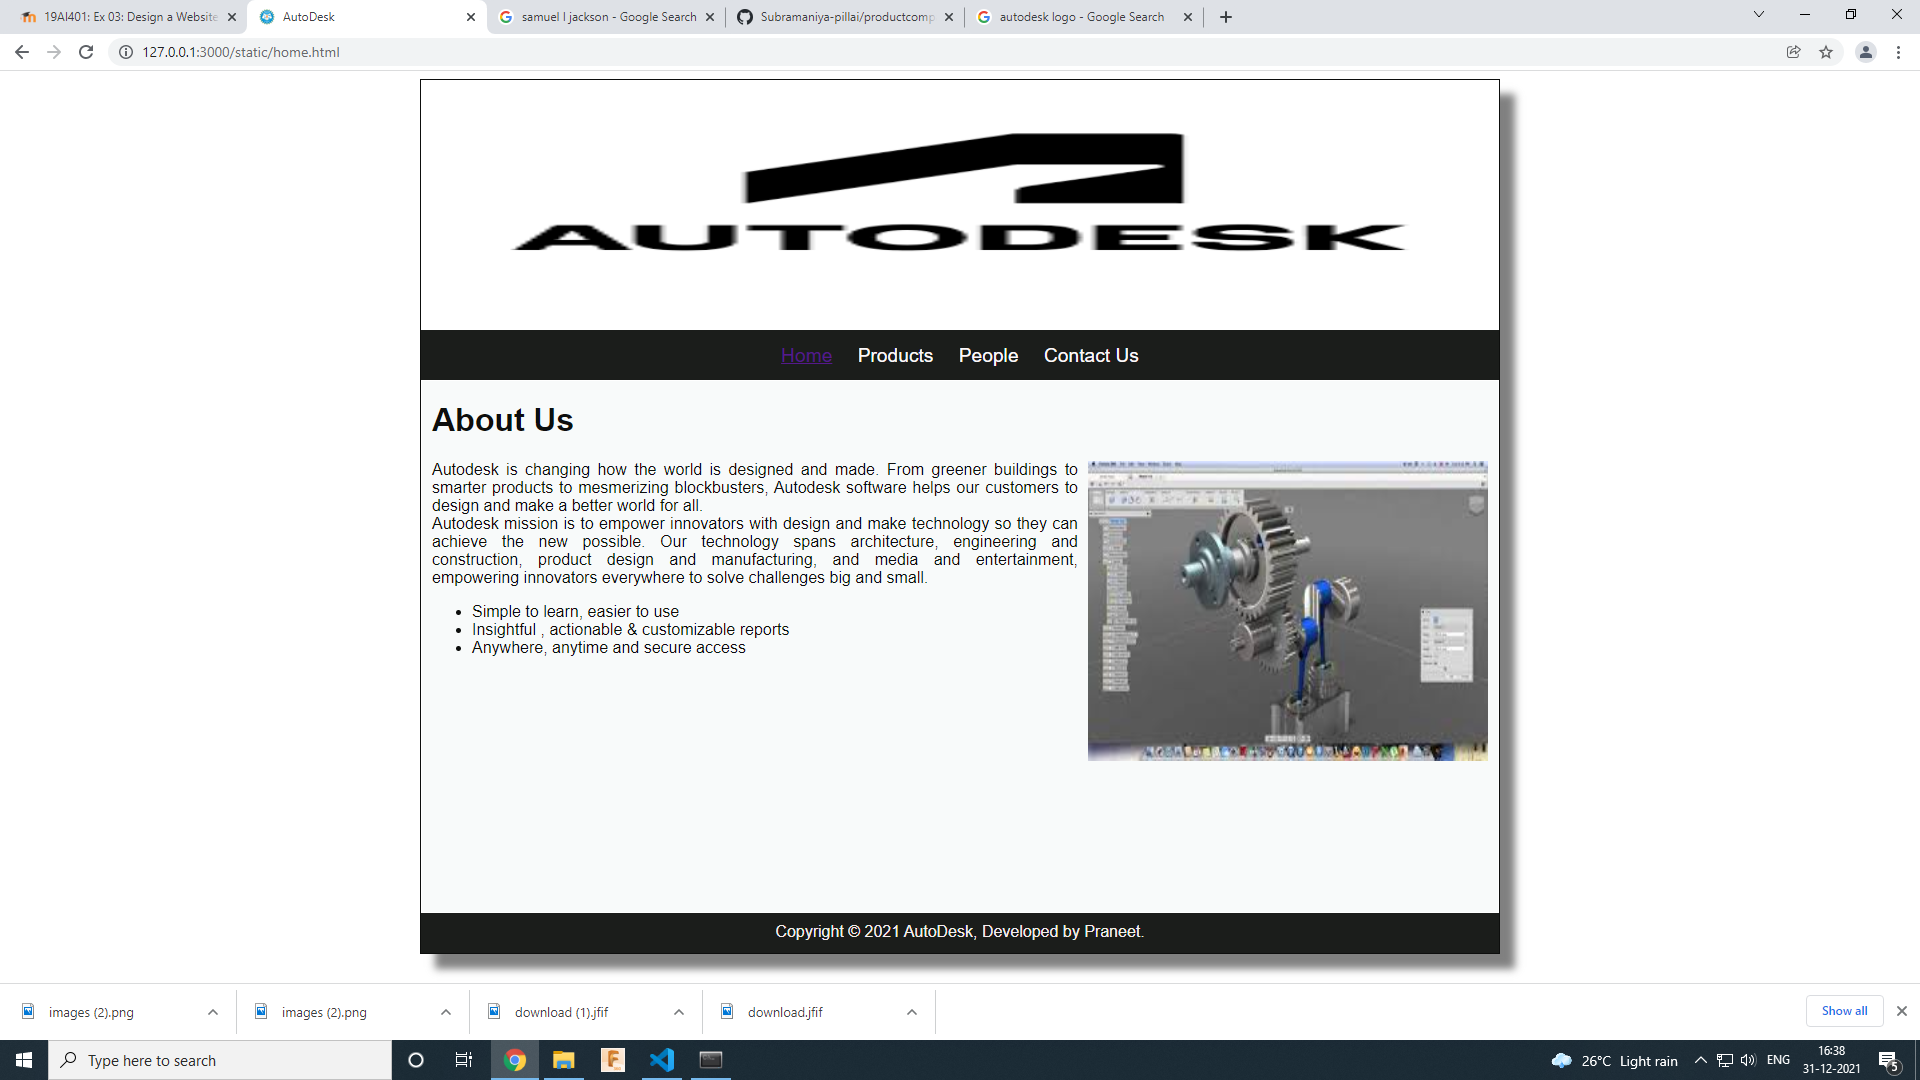 19AI401: Ex 03: Design a Website
AutoDesk
samuel l jackson - Google Search
Subramaniya-pillai/productcomp
autodesk logo - Google Search
127.0.0.1:3000/static/home.html
AUTODESK
Home Products People Contact Us
About Us
Autodesk is changing how the world is designed and made. From greener buildings to
smarter products to mesmerizing blockbusters, Autodesk software helps our customers to
design and make a better world for all.
Autodesk mission is to empower innovators with design and make technology so they can
achieve the new possible. Our technology spans architecture, engineering and
construction, product design and manufacturing, and media and entertainment,
empowering innovators everywhere to solve challenges big and small.
• Simple to learn, easier to use
• Insightful , actionable & customizable reports
• Anywhere, anytime and secure access
Copyright © 2021 AutoDesk, Developed by Praneet.
images (2).png
images (2).png
download (1).jfif
download.jfif
Show all
Type here to search
26°C Light rain
ENG
16:38
31-12-2021
5